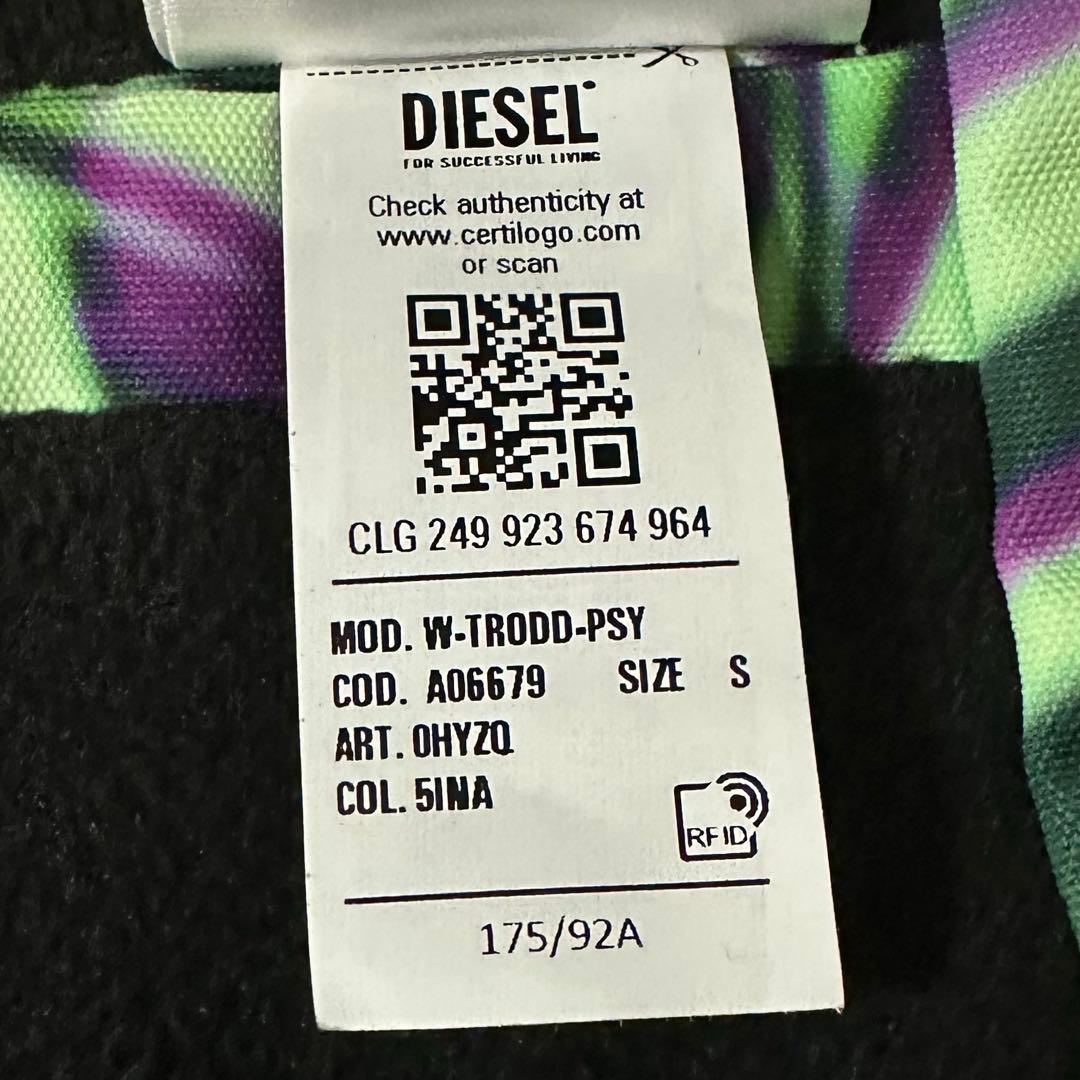 DIESEL
FOR SUCCESSFUL LIVING
Check authenticity at
www.certilogo.com
or scan
CLG 249 923 674 964
MOD. W-TRODD-PSY
COD. A06679 SIZE S
ART. 0HYZQ
COL. 5INA
RFID
175/92A